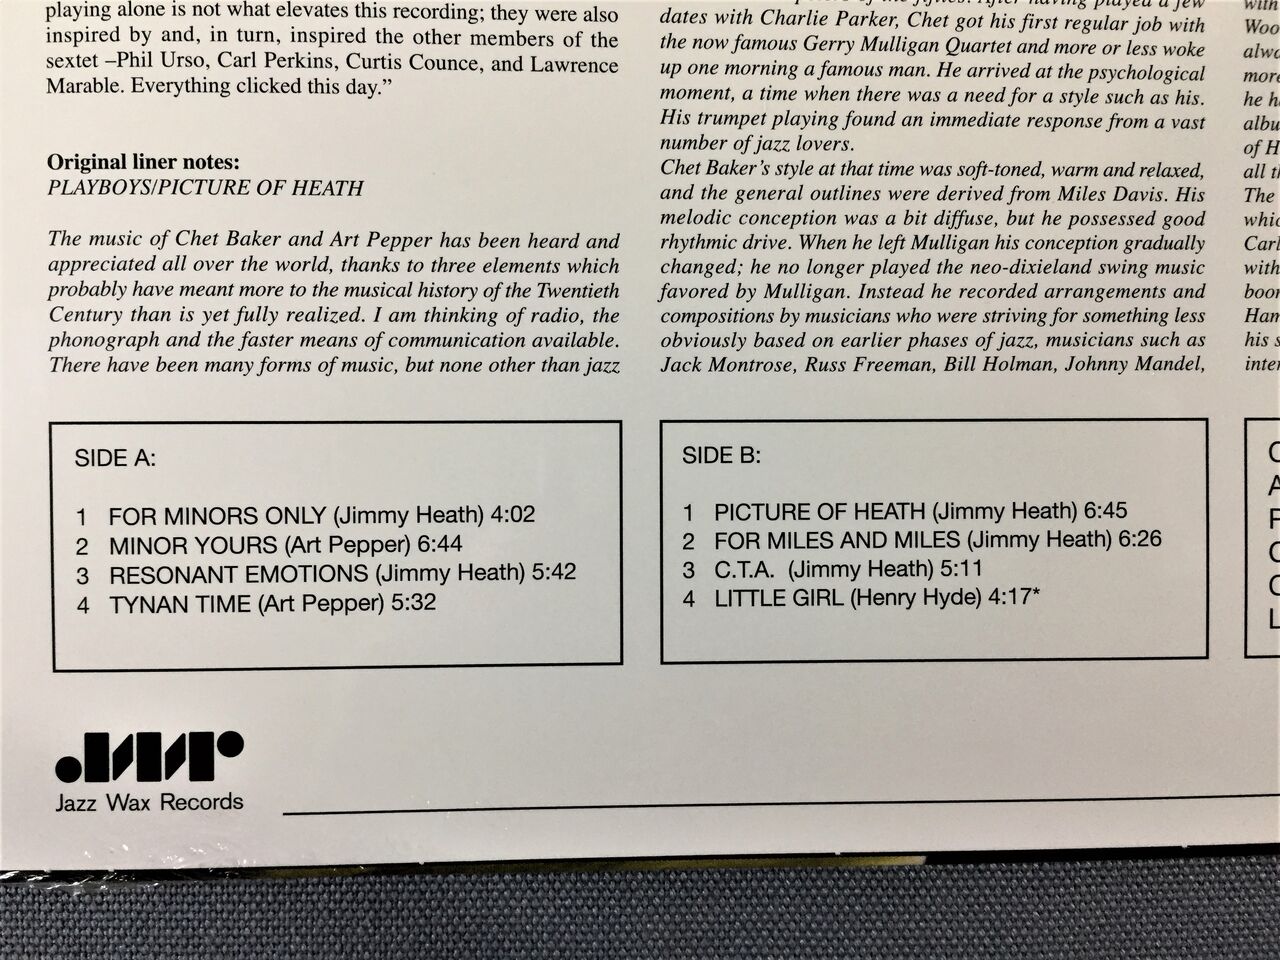 playing alone is not what elevates this recording; they were also
inspired by and, in turn, inspired the other members of the
sextet –Phil Urso, Carl Perkins, Curtis Counce, and Lawrence
Marable. Everything clicked this day.”
Original liner notes:
PLAYBOYS/PICTURE OF HEATH
The music of Chet Baker and Art Pepper has been heard and
appreciated all over the world, thanks to three elements which
probably have meant more to the musical history of the Twentieth
Century than is yet fully realized. I am thinking of radio, the
phonograph and the faster means of communication available.
There have been many forms of music, but none other than jazz
dates with Charlie Parker, Chet got his first regular job with
the now famous Gerry Mulligan Quartet and more or less woke
up one morning a famous man. He arrived at the psychological
moment, a time when there was a need for a style such as his.
His trumpet playing found an immediate response from a vast
number of jazz lovers.
Chet Baker’s style at that time was soft-toned, warm and relaxed,
and the general outlines were derived from Miles Davis. His
melodic conception was a bit diffuse, but he possessed good
rhythmic drive. When he left Mulligan his conception gradually
changed; he no longer played the neo-dixieland swing music
favored by Mulligan. Instead he recorded arrangements and
compositions by musicians who were striving for something less
obviously based on earlier phases of jazz, musicians such as
Jack Montrose, Russ Freeman, Bill Holman, Johnny Mandel,
with
more
he
of
all
The
with
his
SIDE A:
1 FOR MINORS ONLY (Jimmy Heath) 4:02
2 MINOR YOURS (Art Pepper) 6:44
3 RESONANT EMOTIONS (Jimmy Heath) 5:42
4 TYNAN TIME (Art Pepper) 5:32
SIDE B:
1 PICTURE OF HEATH (Jimmy Heath) 6:45
2 FOR MILES AND MILES (Jimmy Heath) 6:26
3 C.T.A. (Jimmy Heath) 5:11
4 LITTLE GIRL (Henry Hyde) 4:17*
Jazz Wax Records